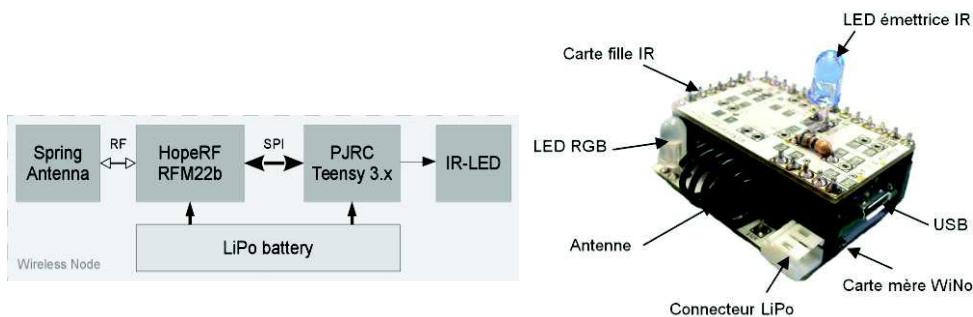 Spring
Antenna
RF
HopeRF
RFM22b
SPI
PJRC
Teensy 3.x
IR-LED
LiPo battery
Wireless Node
LED émettrice IR
Carte fille IR
LED RGB
Antenne
USB
Carte mère WiNo
Connecteur LiPo